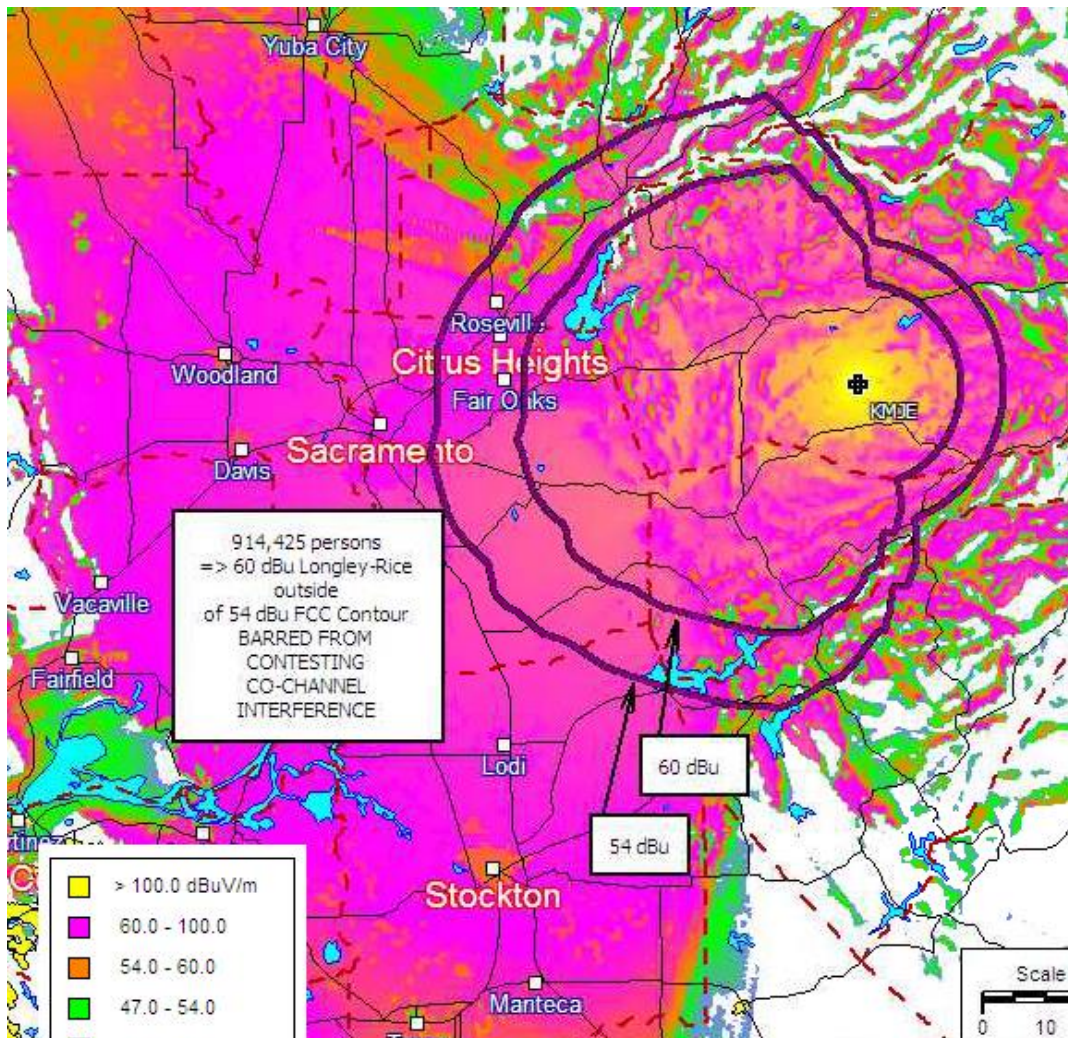 Yuba City
Roseville
Citrus Heights
Woodland
Fair Oaks
KMJE
Sacramento
Davis
914,425 persons
=> 60 dBu Longley-Rice
outside
of 54 dBu FCC Contour
BARRED FROM
CONTESTING
CO-CHANNEL
INTERFERENCE
Vacaville
Fairfield
Lodi
60 dBu
54 dBu
> 100.0 dBuV/m
60.0 - 100.0
54.0 - 60.0
47.0 - 54.0
Stockton
Manteca
Scale
0 10